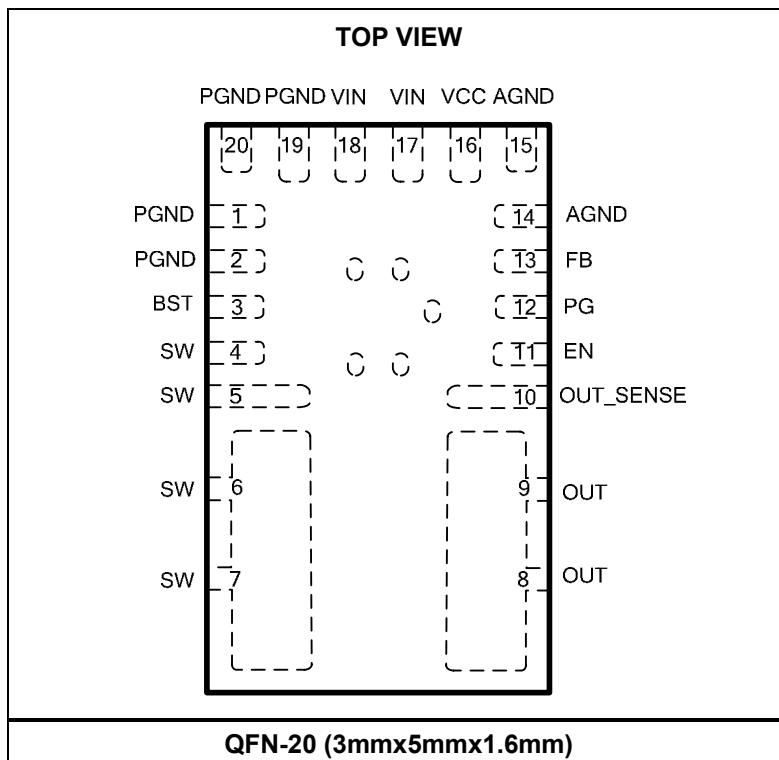 TOP VIEW
PGND PGND VIN VIN VCC AGND
20 19 18 17 16 15
PGND 1 14 AGND
PGND 2 13 FB
BST 3 12 PG
SW 4 11 EN
SW 5 10 OUT_SENSE
SW 6 9 OUT
SW 7 8 OUT
QFN-20 (3mmx5mmx1.6mm)